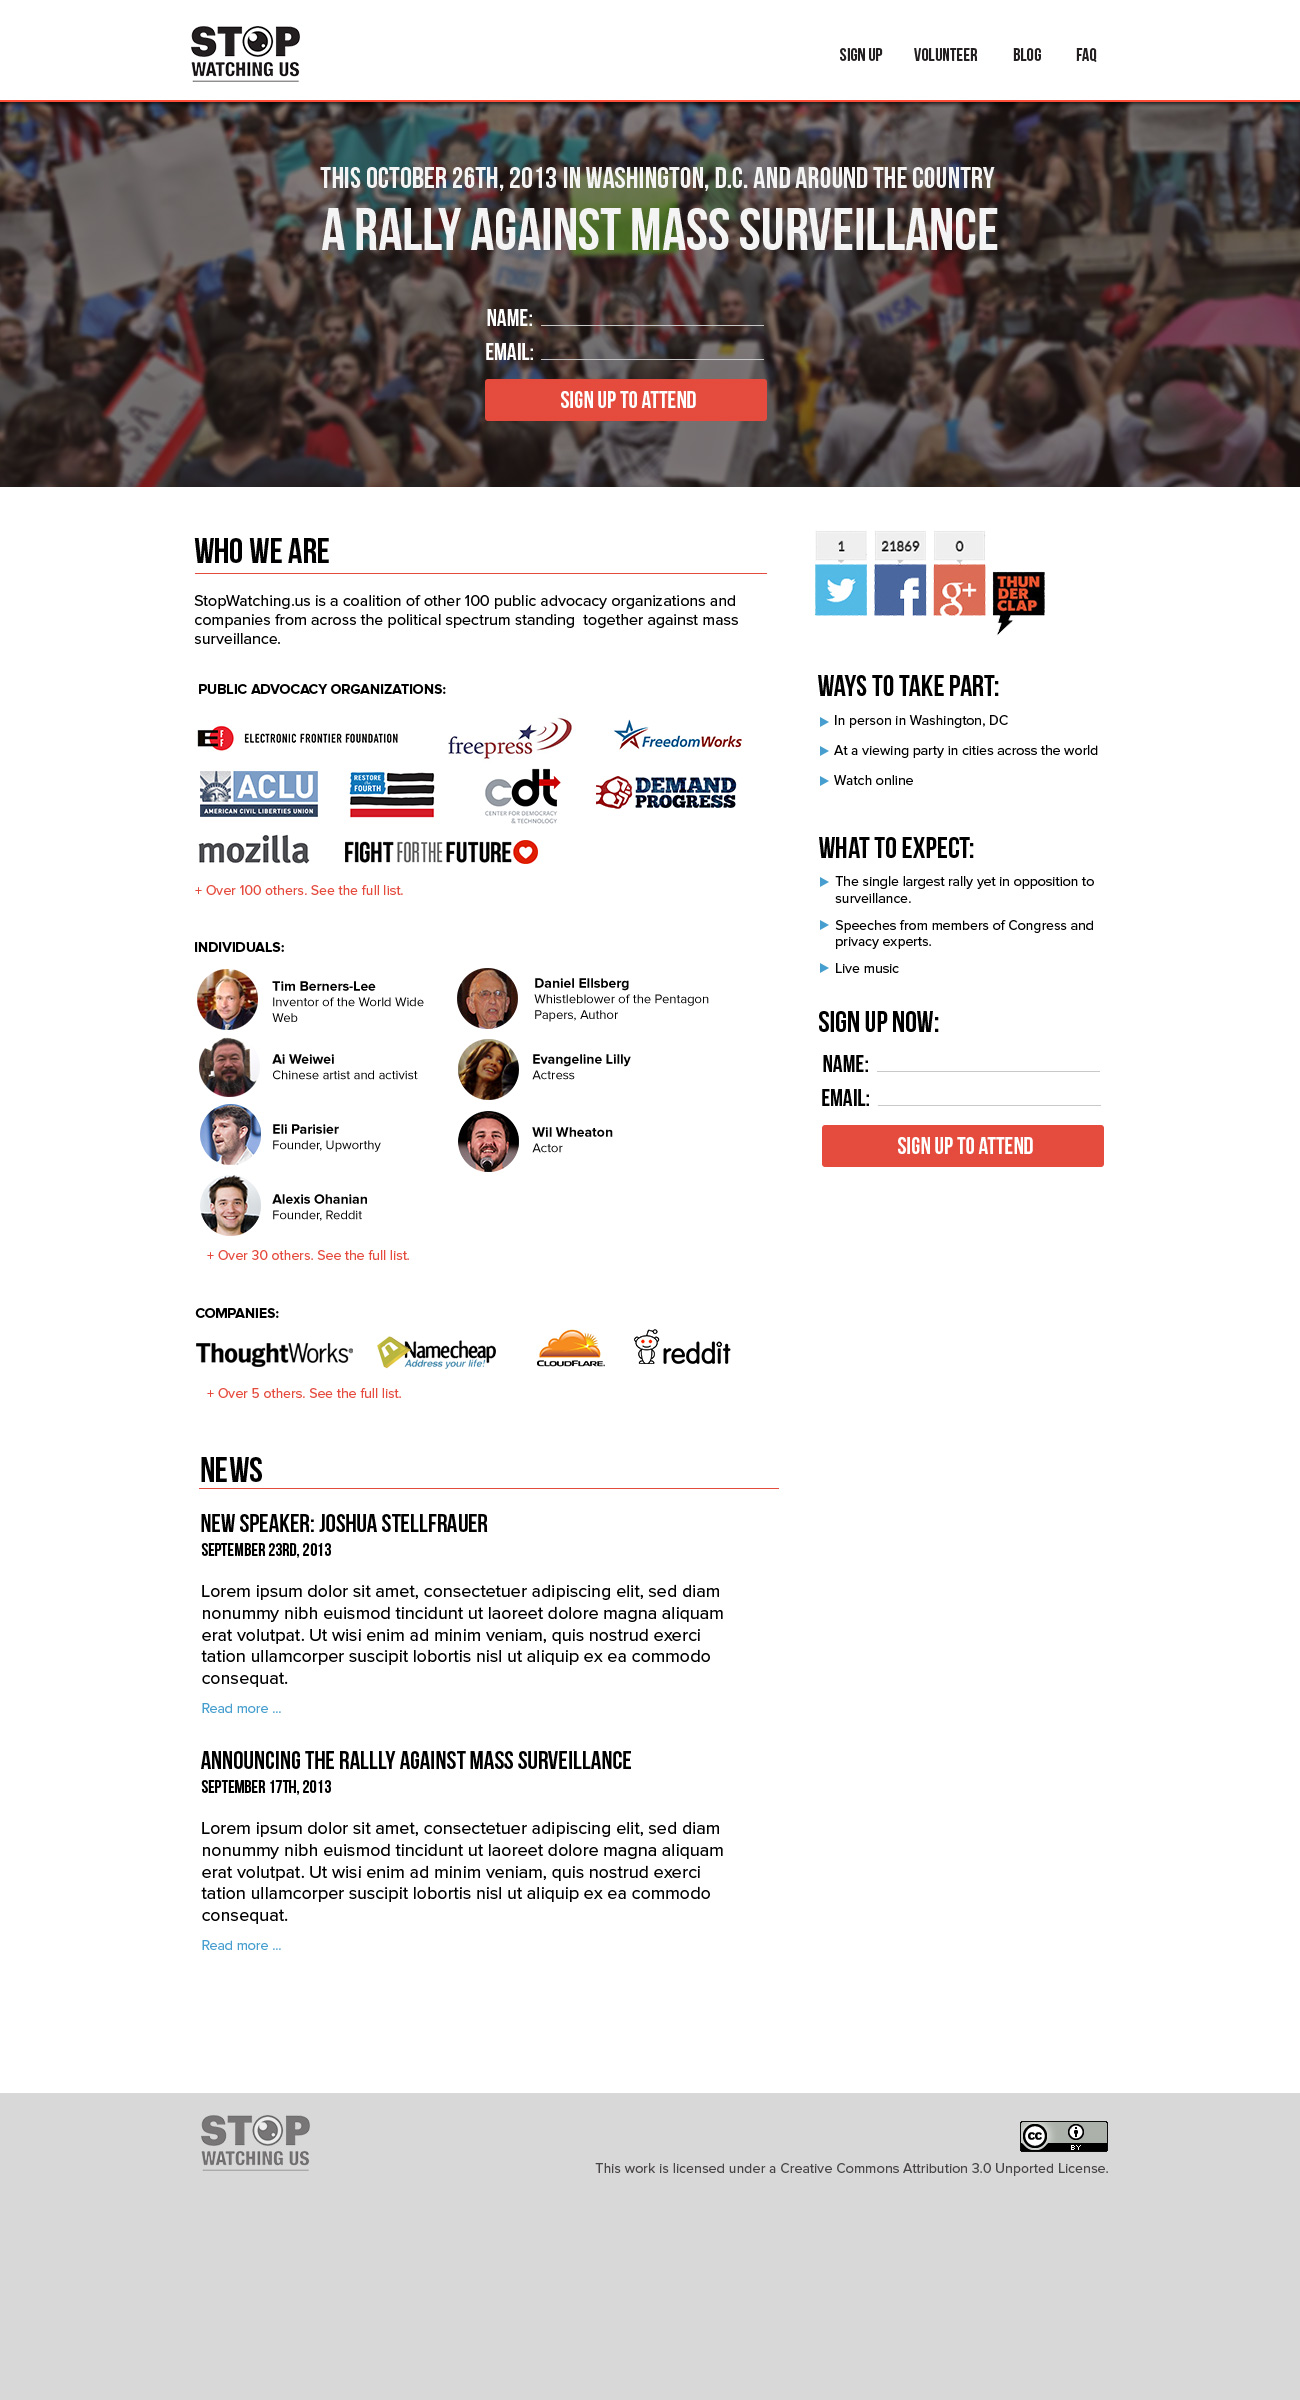 STOP
WATCHING US
SIGN UP VOLUNTEER BLOG FAQ
THIS OCTOBER 26TH, 2013 IN WASHINGTON, D.C. AND AROUND THE COUNTRY
A RALLY AGAINST MASS SURVEILLANCE
NSA
NAME:
EMAIL:
SIGN UP TO ATTEND
WHO WE ARE
StopWatching.us is a coalition of other 100 public advocacy organizations and
companies from across the political spectrum standing together against mass
surveillance.
PUBLIC ADVOCACY ORGANIZATIONS:
EFF ELECTRONIC FRONTIER FOUNDATION
freepress
FreedomWorks
ACLU
AMERICAN CIVIL LIBERTIES UNION
RESTORE
the
FOURTH
cdt
CENTER FOR DEMOCRACY
& TECHNOLOGY
DEMAND
PROGRESS
mozilla
FIGHT FOR THE FUTURE
+ Over 100 others. See the full list.
INDIVIDUALS:
Tim Berners-Lee
Inventor of the World Wide
Web
Daniel Ellsberg
Whistleblower of the Pentagon
Papers, Author
Ai Weiwei
Chinese artist and activist
Evangeline Lilly
Actress
Eli Parisier
Founder, Upworthy
Wil Wheaton
Actor
Alexis Ohanian
Founder, Reddit
+ Over 30 others. See the full list.
COMPANIES:
ThoughtWorks®
Namecheap
Address your life!
CLOUDFLARE.
reddit
+ Over 5 others. See the full list.
NEWS
NEW SPEAKER: JOSHUA STELLFRAUER
SEPTEMBER 23RD, 2013
Lorem ipsum dolor sit amet, consectetuer adipiscing elit, sed diam
nonummy nibh euismod tincidunt ut laoreet dolore magna aliquam
erat volutpat. Ut wisi enim ad minim veniam, quis nostrud exerci
tation ullamcorper suscipit lobortis nisl ut aliquip ex ea commodo
consequat.
Read more ...
ANNOUNCING THE RALLLY AGAINST MASS SURVEILLANCE
SEPTEMBER 17TH, 2013
Lorem ipsum dolor sit amet, consectetuer adipiscing elit, sed diam
nonummy nibh euismod tincidunt ut laoreet dolore magna aliquam
erat volutpat. Ut wisi enim ad minim veniam, quis nostrud exerci
tation ullamcorper suscipit lobortis nisl ut aliquip ex ea commodo
consequat.
Read more ...
1 21869 0
f g+
THUN
DER
CLAP
WAYS TO TAKE PART:
In person in Washington, DC
At a viewing party in cities across the world
Watch online
WHAT TO EXPECT:
The single largest rally yet in opposition to
surveillance.
Speeches from members of Congress and
privacy experts.
Live music
SIGN UP NOW:
NAME:
EMAIL:
SIGN UP TO ATTEND
STOP
WATCHING US
cc
BY
This work is licensed under a Creative Commons Attribution 3.0 Unported License.